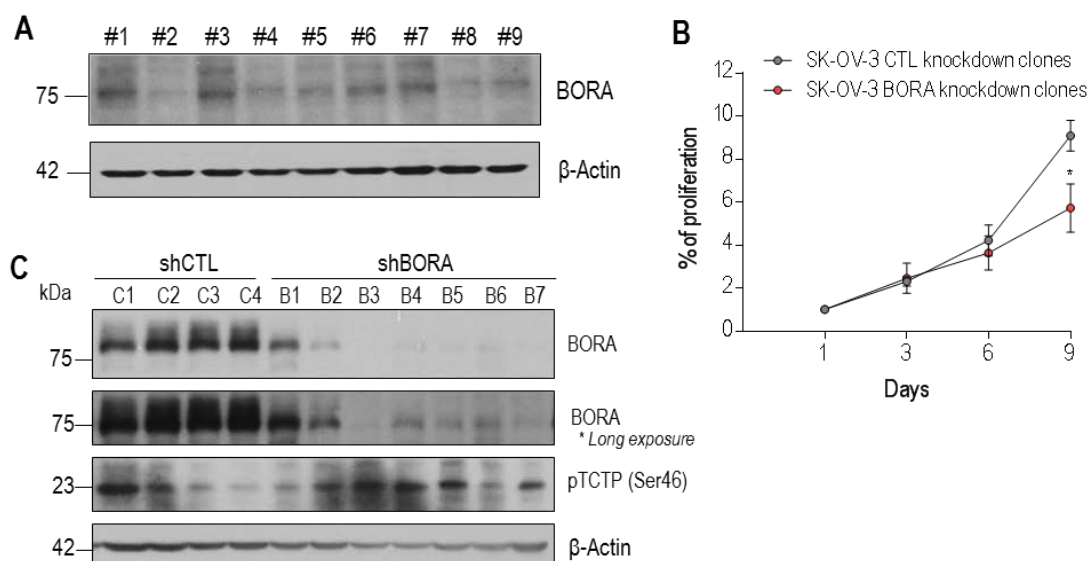 A
#1 #2 #3 #4 #5 #6 #7 #8 #9
75
BORA
42
β-Actin
B
SK-OV-3 CTL knockdown clones
SK-OV-3 BORA knockdown clones
12
10
8
6
4
2
0
% of proliferation
*
1 3 6 9
Days
C
shCTL shBORA
kDa C1 C2 C3 C4 B1 B2 B3 B4 B5 B6 B7
75
BORA
75
BORA
* Long exposure
23
pTCTP (Ser46)
42
β-Actin